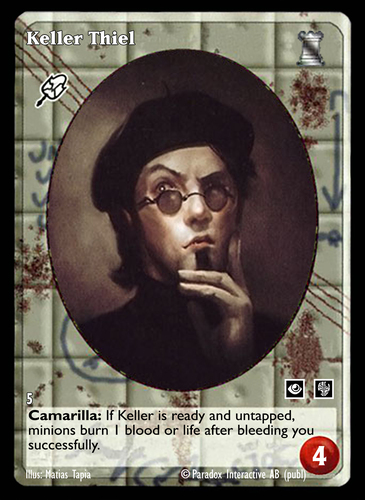 Keller Thiel
5
Camarilla: If Keller is ready and untapped,
minions burn 1 blood or life after bleeding you
successfully.
4
Illus: Matias Tapia © Paradox Interactive AB (publ)